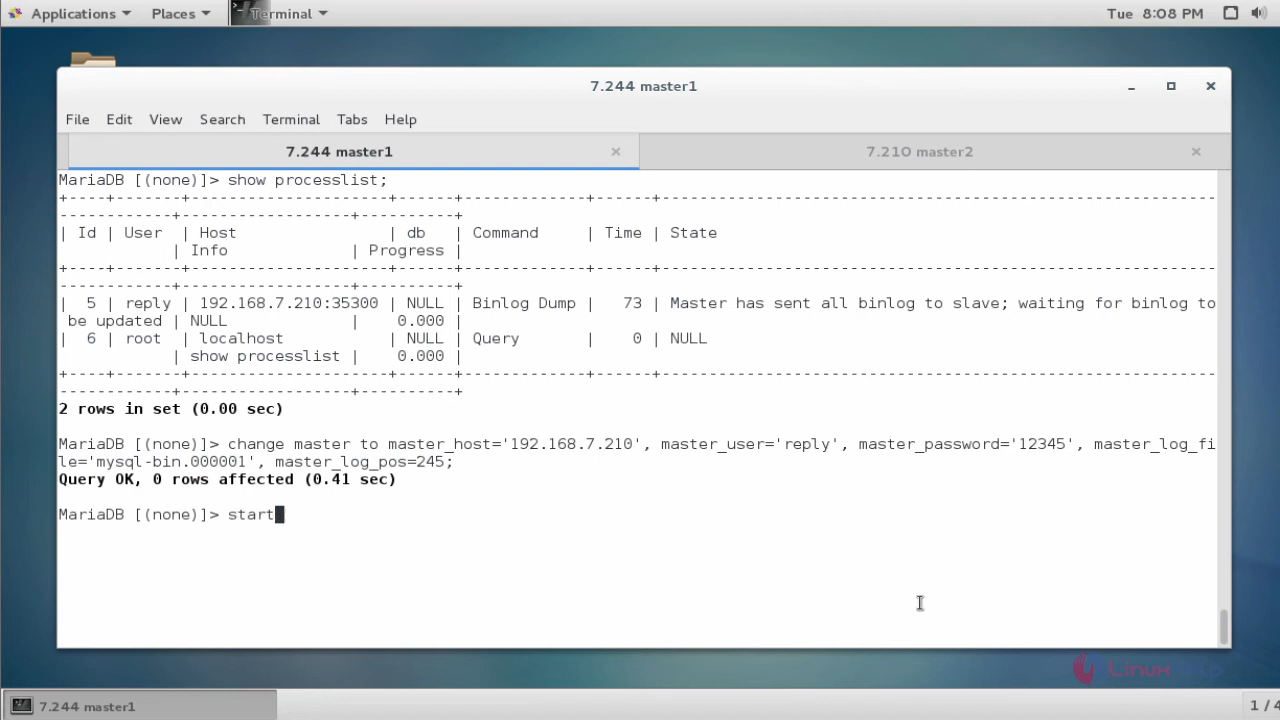 Applications Places Terminal Tue 8:08 PM
7.244 master1
File Edit View Search Terminal Tabs Help
7.244 master1 × 7.210 master2 ×
MariaDB [(none)]> show processlist;
+----+-------+---------------------+------+-------------+------+------------------------------------------------
-----------+------------------+----------+
| Id | User | Host | db | Command | Time | State
| Info | Progress |
+----+-------+---------------------+------+-------------+------+------------------------------------------------
-----------+------------------+----------+
| 5 | reply | 192.168.7.210:35300 | NULL | Binlog Dump | 73 | Master has sent all binlog to slave; waiting for binlog to
be updated | NULL | 0.000 |
| 6 | root | localhost | NULL | Query | 0 | NULL
| show processlist | 0.000 |
+----+-------+---------------------+------+-------------+------+------------------------------------------------
-----------+------------------+----------+
2 rows in set (0.00 sec)
MariaDB [(none)]> change master to master_host='192.168.7.210', master_user='reply', master_password='12345', master_log_fi
le='mysql-bin.000001', master_log_pos=245;
Query OK, 0 rows affected (0.41 sec)
MariaDB [(none)]> start
Linux Help
7.244 master1 1 / 4